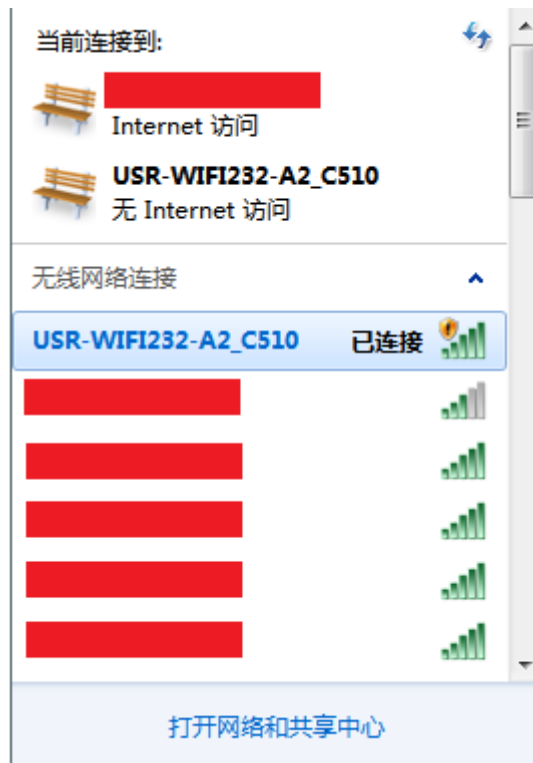 当前连接到:
Internet 访问
USR-WIFI232-A2_C510
无 Internet 访问
无线网络连接
USR-WIFI232-A2_C510 已连接
打开网络和共享中心